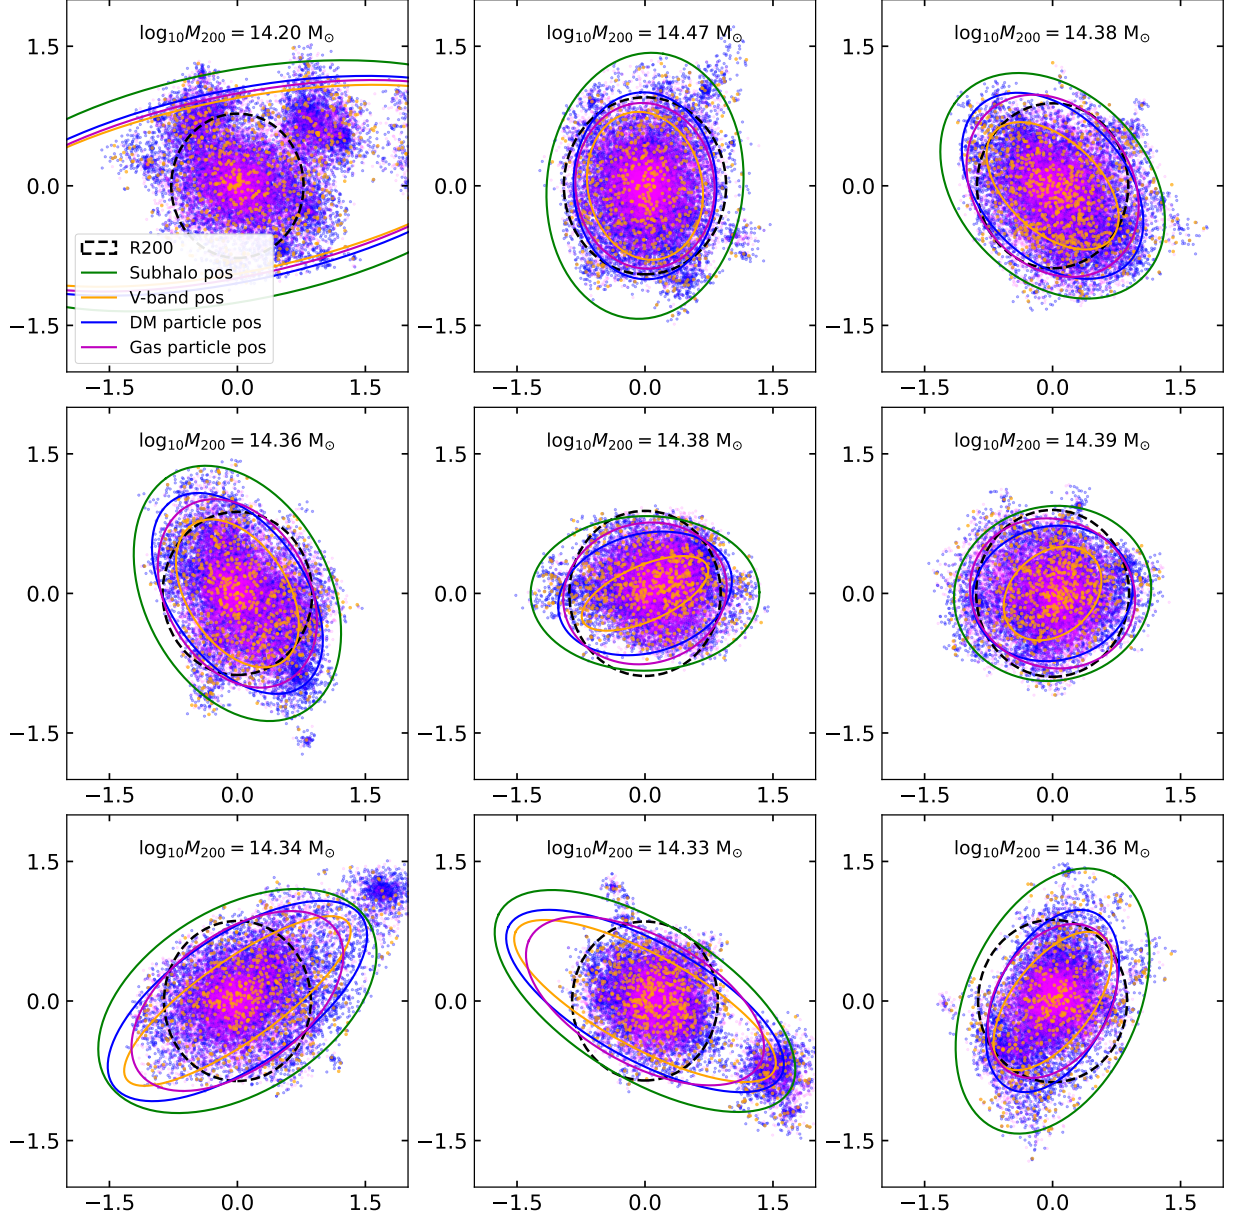 log₁₀M₂₀₀ = 14.20 M⊙
1.5
0.0
−1.5
−1.5 0.0 1.5
R200
Subhalo pos
V-band pos
DM particle pos
Gas particle pos
log₁₀M₂₀₀ = 14.47 M⊙
1.5
0.0
−1.5
−1.5 0.0 1.5
log₁₀M₂₀₀ = 14.38 M⊙
1.5
0.0
−1.5
−1.5 0.0 1.5
log₁₀M₂₀₀ = 14.36 M⊙
1.5
0.0
−1.5
−1.5 0.0 1.5
log₁₀M₂₀₀ = 14.38 M⊙
1.5
0.0
−1.5
−1.5 0.0 1.5
log₁₀M₂₀₀ = 14.39 M⊙
1.5
0.0
−1.5
−1.5 0.0 1.5
log₁₀M₂₀₀ = 14.34 M⊙
1.5
0.0
−1.5
−1.5 0.0 1.5
log₁₀M₂₀₀ = 14.33 M⊙
1.5
0.0
−1.5
−1.5 0.0 1.5
log₁₀M₂₀₀ = 14.36 M⊙
1.5
0.0
−1.5
−1.5 0.0 1.5